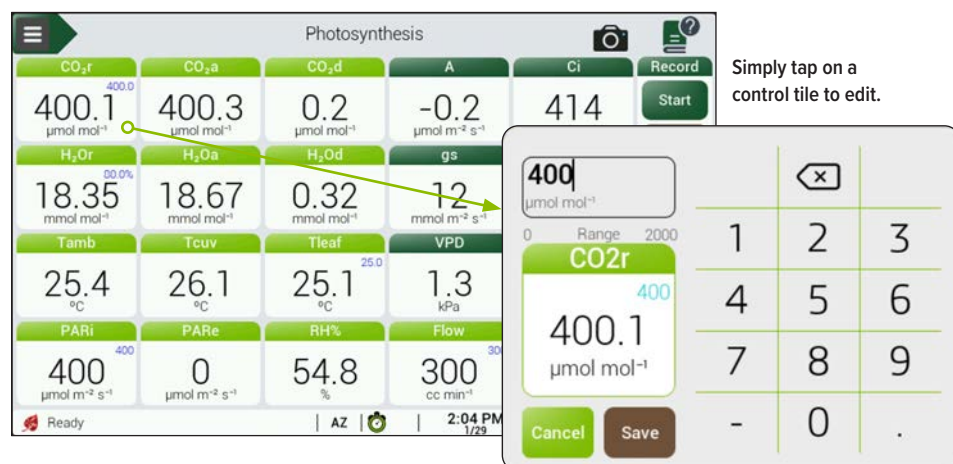 Photosynthesis
?
CO₂r CO₂a CO₂d A Ci Record
400.0
400.1 400.3 0.2 -0.2 414 Start
µmol mol⁻¹ µmol mol⁻¹ µmol mol⁻¹ µmol m⁻² s⁻¹
H₂Or H₂Oa H₂Od gs
18.35 18.67 0.32 12
mmol mol⁻¹ mmol mol⁻¹ mmol mol⁻¹ mmol m⁻² s⁻¹
Tamb Tcuv Tleaf VPD
25.0
25.4 26.1 25.1 1.3
ºC ºC ºC kPa
PARi PARe RH% Flow
400
400 0 54.8 300
µmol m⁻² s⁻¹ µmol m⁻² s⁻¹ % cc min⁻¹
Ready AZ 2:04 PM
1/29
Simply tap on a
control tile to edit.
400
µmol mol⁻¹
0 Range 2000
CO2r
400
400.1
µmol mol⁻¹
Cancel Save
1 2 3
4 5 6
7 8 9
- 0 .